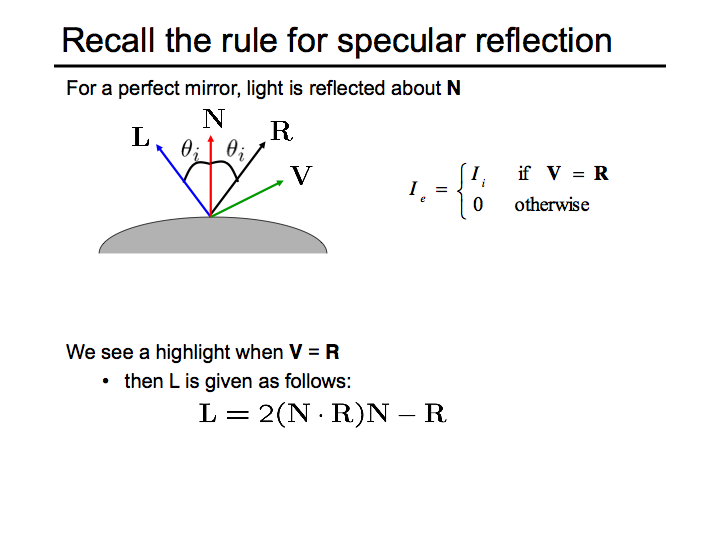 Recall the rule for specular reflection
For a perfect mirror, light is reflected about N
N
L
θi
θi
R
V
Ie = { Ii if V = R
0 otherwise
We see a highlight when V = R
• then L is given as follows:
L = 2(N · R)N − R